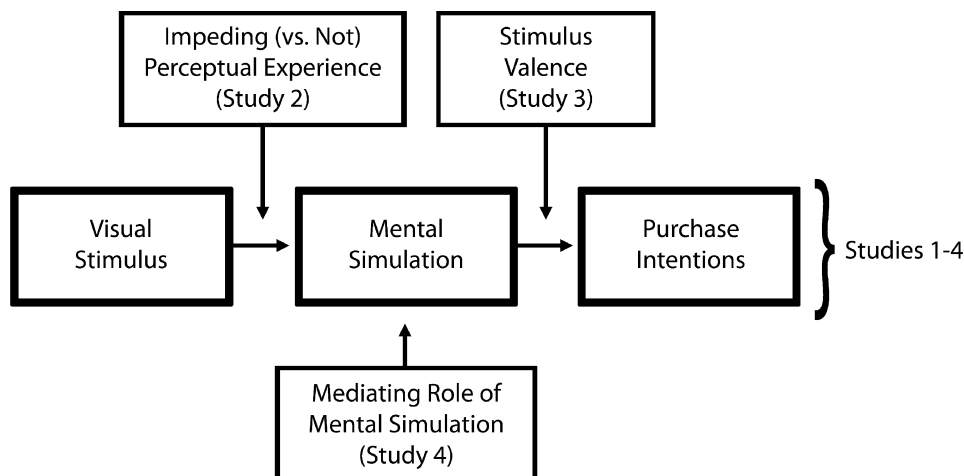 Impeding (vs. Not)
Perceptual Experience
(Study 2)
Stimulus
Valence
(Study 3)
Visual
Stimulus
Mental
Simulation
Purchase
Intentions
Studies 1-4
Mediating Role of
Mental Simulation
(Study 4)